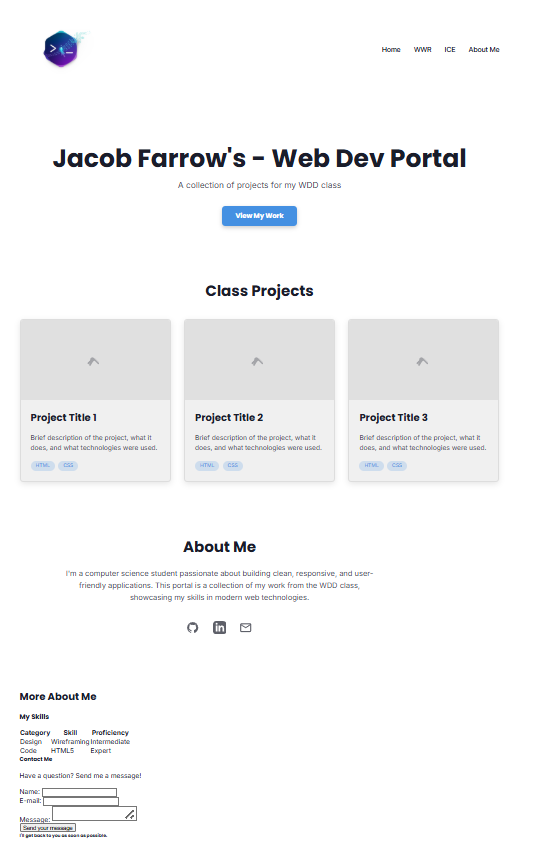 Home WWR ICE About Me
Jacob Farrow's - Web Dev Portal
A collection of projects for my WDD class
View My Work
Class Projects
Project Title 1
Brief description of the project, what it
does, and what technologies were used.
HTML CSS
Project Title 2
Brief description of the project, what it
does, and what technologies were used.
HTML CSS
Project Title 3
Brief description of the project, what it
does, and what technologies were used.
HTML CSS
About Me
I'm a computer science student passionate about building clean, responsive, and user-
friendly applications. This portal is a collection of my work from the WDD class,
showcasing my skills in modern web technologies.
More About Me
My Skills
Category Skill Proficiency
Design Wireframing Intermediate
Code HTML5 Expert
Contact Me
Have a question? Send me a message!
Name:
E-mail:
Message:
Send your message
I'll get back to you as soon as possible.